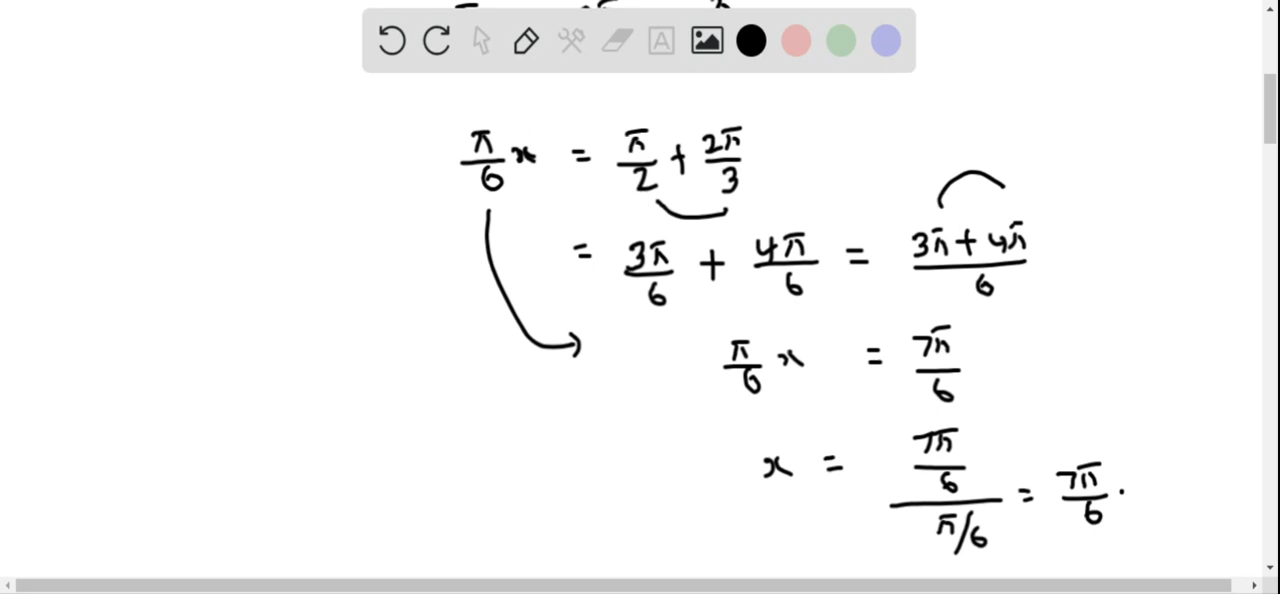 π/6 x = π/2 + 2π/3
= 3π/6 + 4π/6 = (3π + 4π)/6
π/6 x = 7π/6
x = (7π/6)/(π/6) = 7π/6 ·